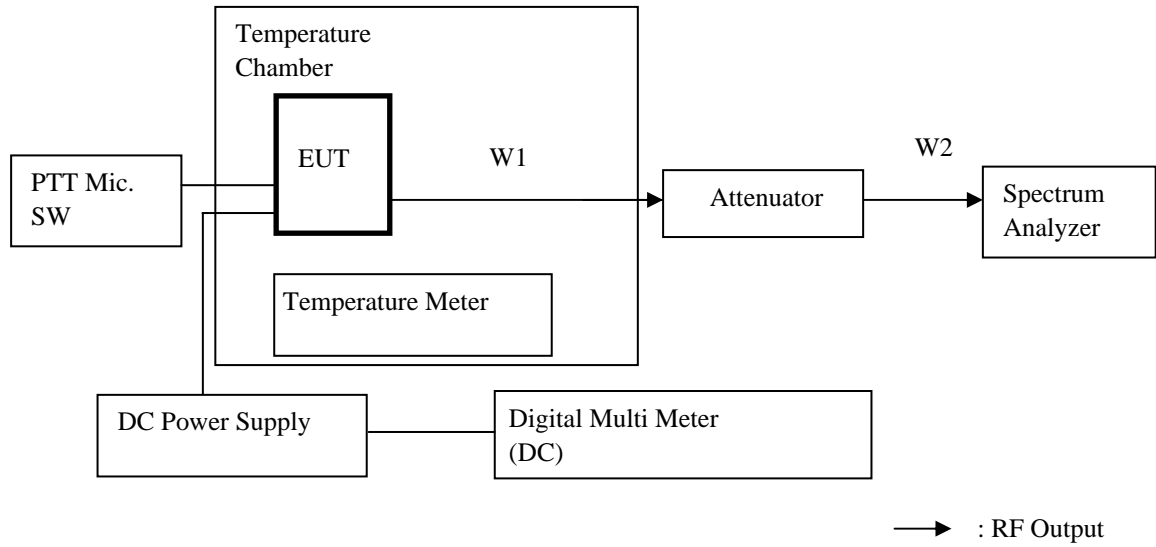 Temperature
Chamber
EUT
W1
W2
PTT Mic.
SW
Attenuator
Spectrum
Analyzer
Temperature Meter
DC Power Supply
Digital Multi Meter
(DC)
: RF Output